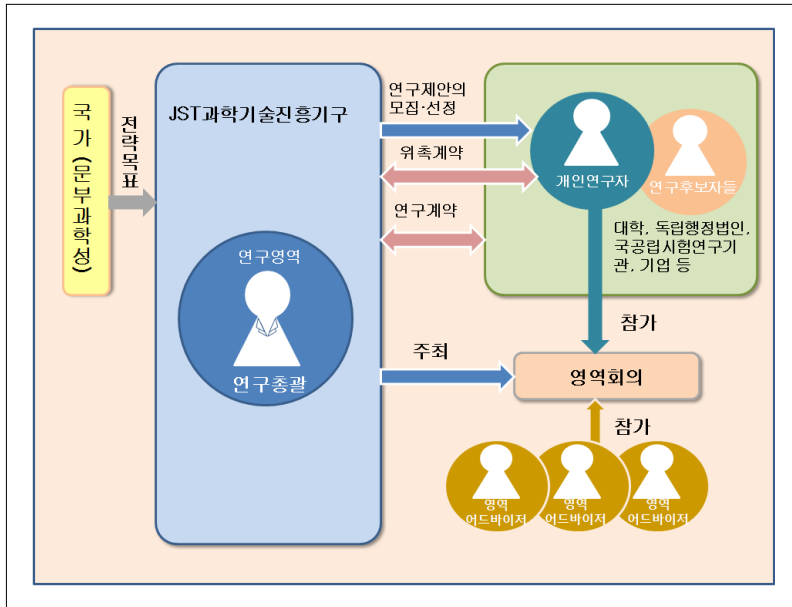 국가 (문부과학성)
전략목표
JST과학기술진흥기구
연구영역
연구총괄
연구제안의
모집·선정
위촉계약
연구계약
주최
개인연구자
연구후보자들
대학, 독립행정법인,
국공립시험연구기
관, 기업 등
참가
영역회의
참가
영역
어드바이저
영역
어드바이저
영역
어드바이저